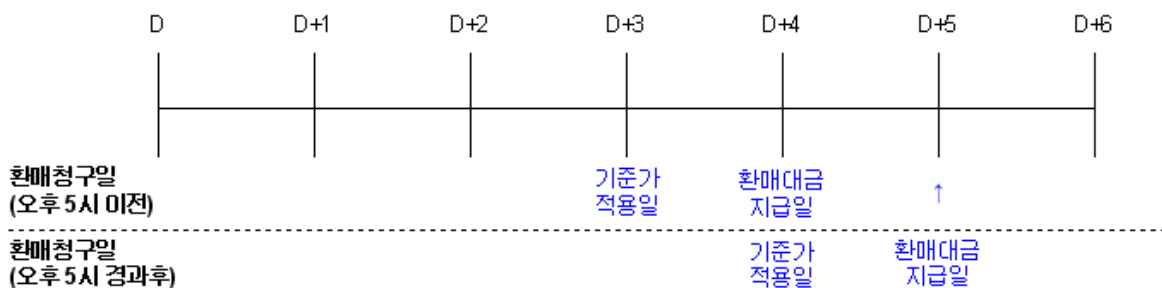 D D+1 D+2 D+3 D+4 D+5 D+6
환매청구일 기준가 환매대금 ↑
(오후 5시 이전) 적용일 지급일
환매청구일 기준가 환매대금
(오후 5시 경과후) 적용일 지급일